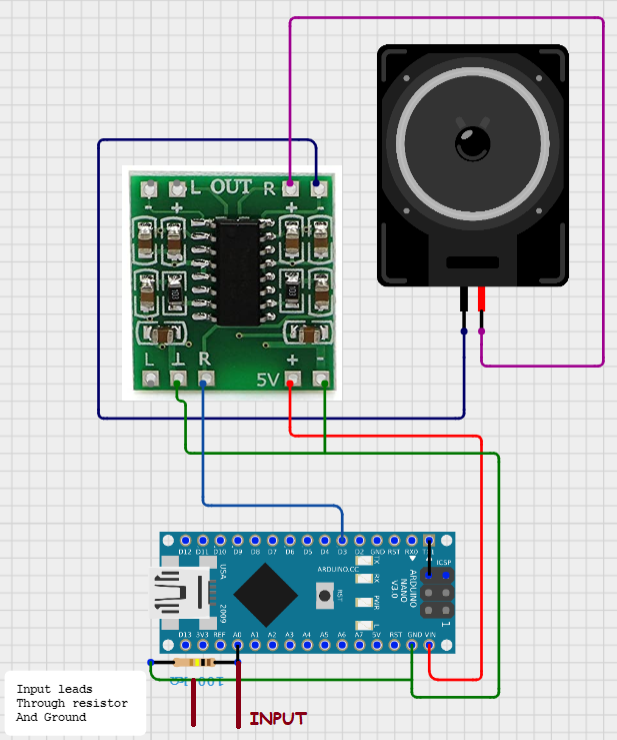 L OUT R
- + + -
L ⊥ R
5V + -
103
103
D12 D11 D10 D9 D8 D7 D6 D5 D4 D3 D2 GND RST RX0 TX1
ICSP
ARDUINO.CC
TX
RX
PWR
L
RST
USA
2009
ARDUINO
NANO
V3.0
1
D13 3V3 REF A0 A1 A2 A3 A4 A5 A6 A7 5V RST GND VIN
Input leads
Through resistor
And Ground
INPUT